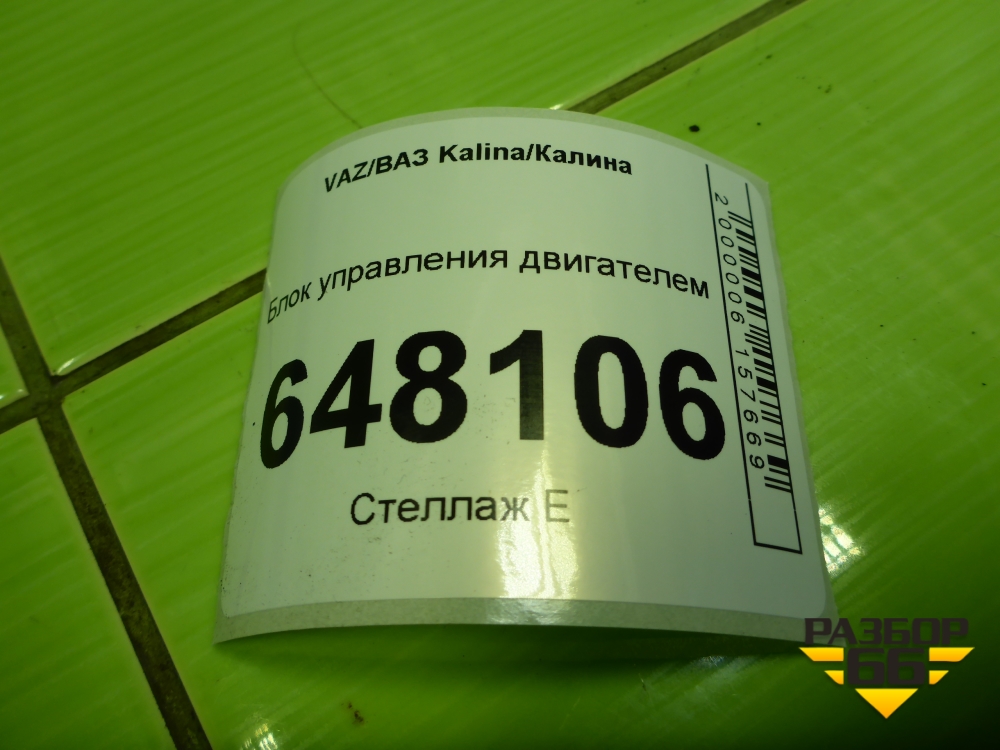 VAZ/ВАЗ Kalina/Калина
Блок управления двигателем
648106
Стеллаж Е
2000006157669
РАЗБОР
66